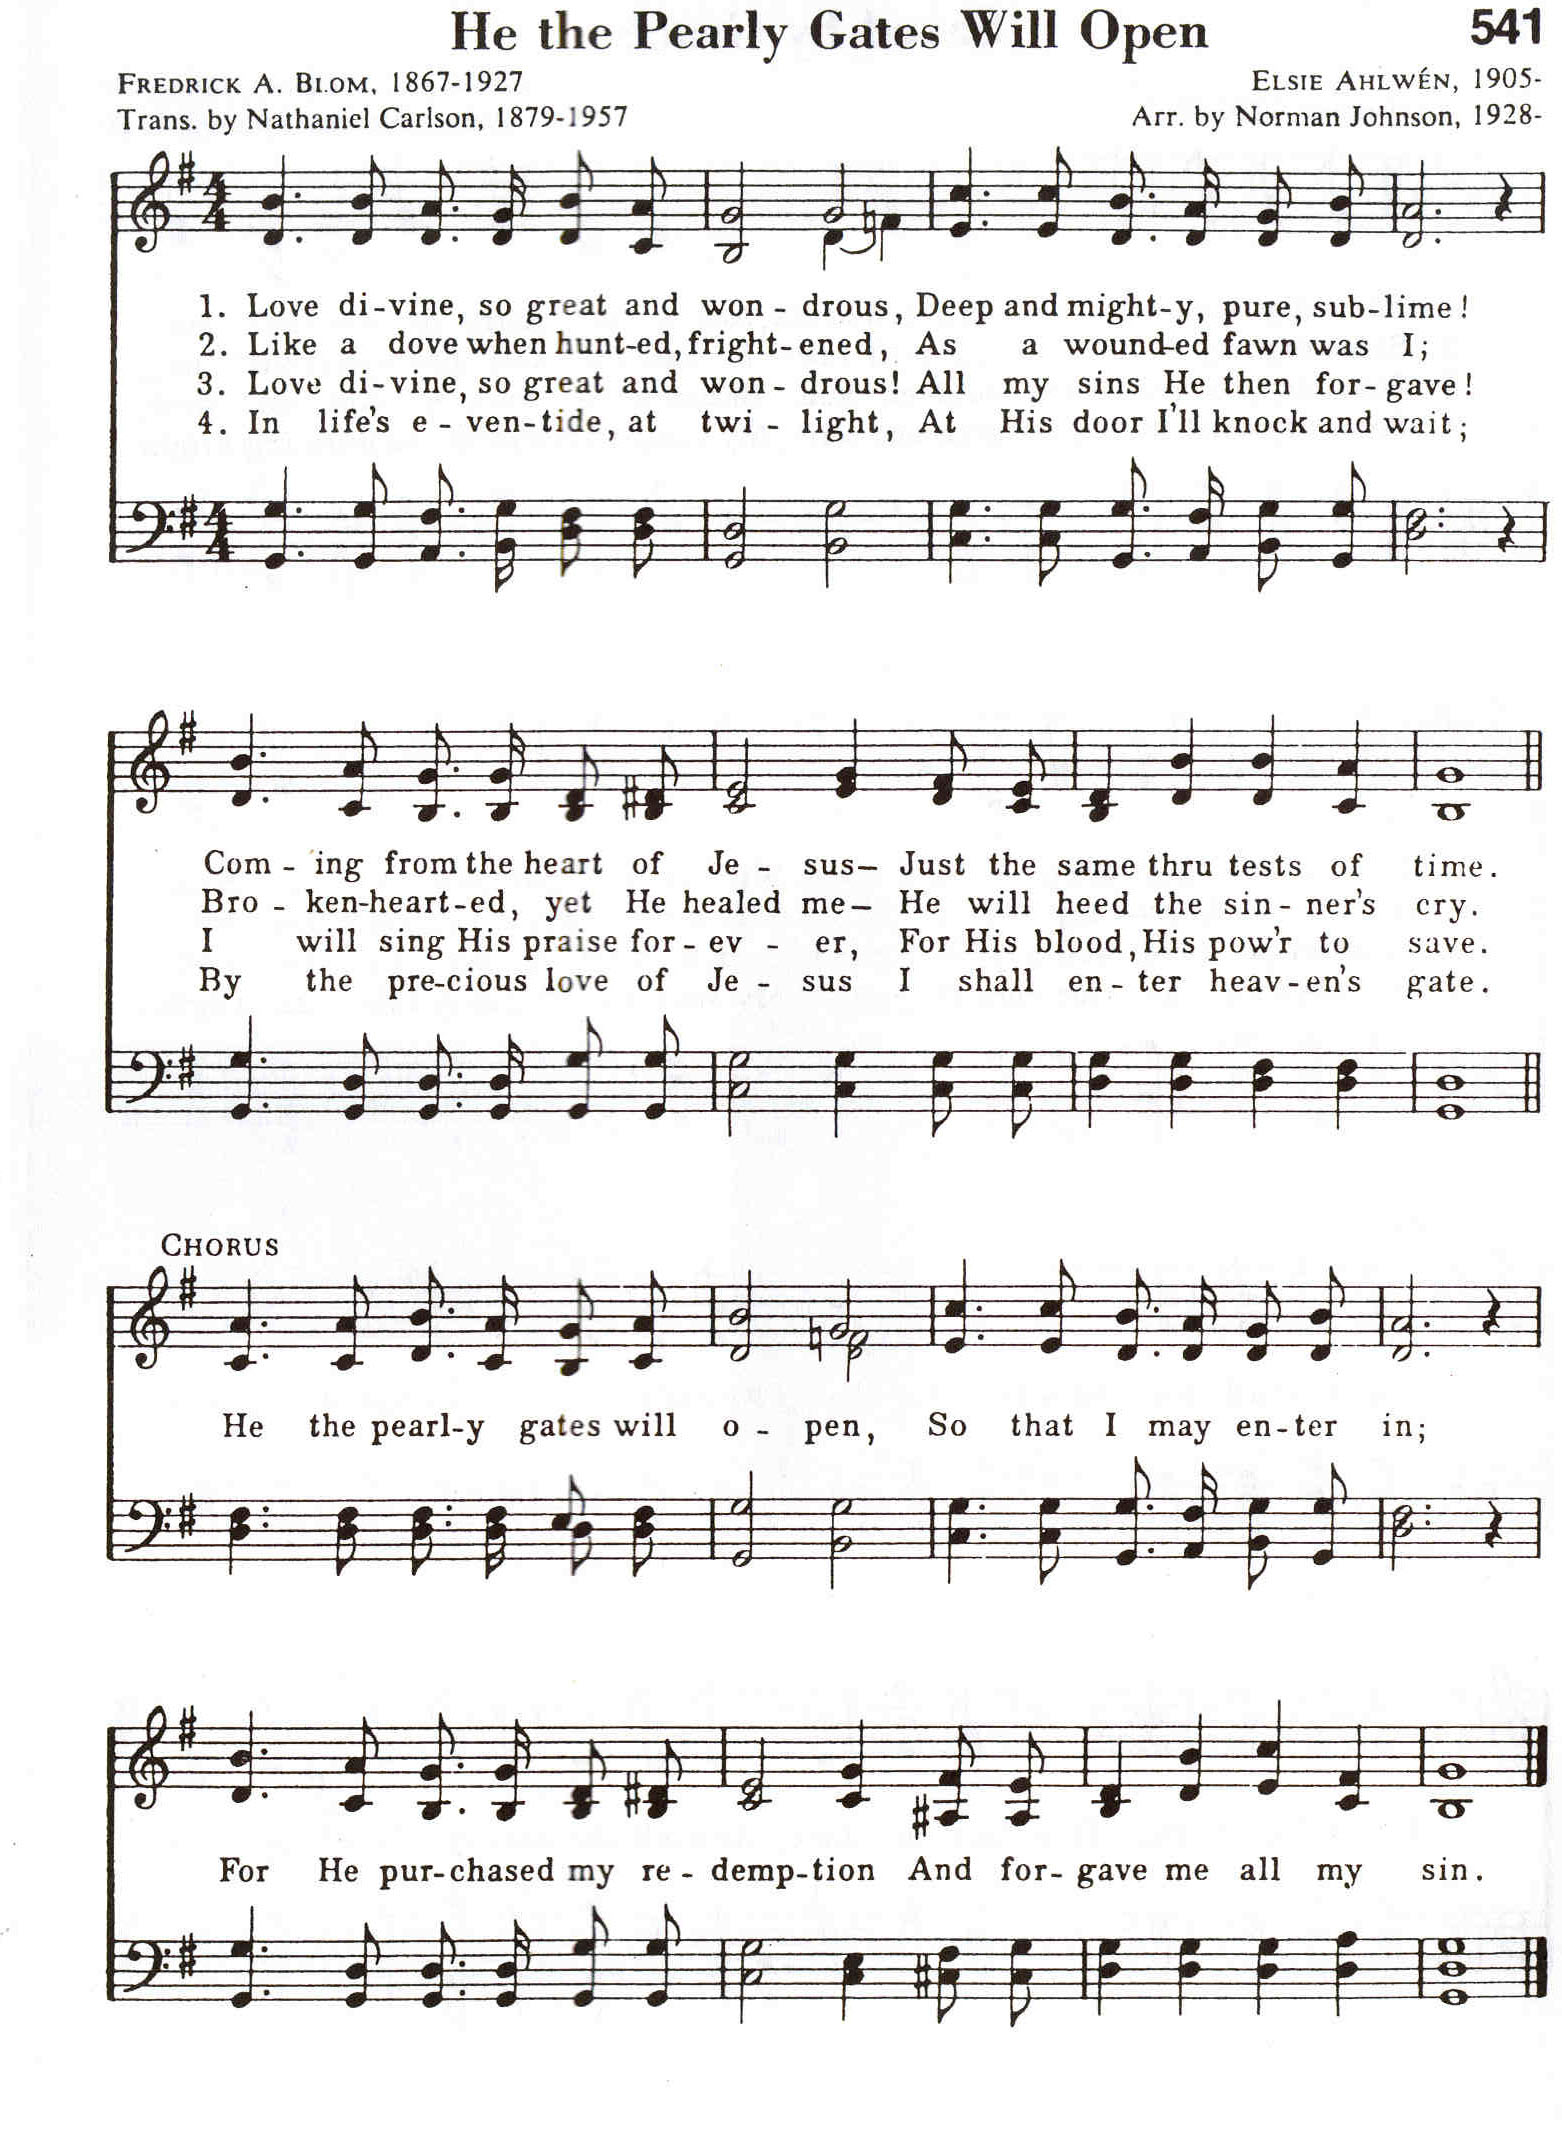 He the Pearly Gates Will Open 541
FREDRICK A. BLOM, 1867-1927 ELSIE AHLWÉN, 1905-
Trans. by Nathaniel Carlson, 1879-1957 Arr. by Norman Johnson, 1928-
1. Love di-vine, so great and won - drous, Deep and might-y, pure, sub-lime!
2. Like a dove when hunt-ed, fright-ened, As a wound-ed fawn was I;
3. Love di-vine, so great and won - drous! All my sins He then for-gave!
4. In life's e - ven-tide, at twi - light, At His door I'll knock and wait;
Com - ing from the heart of Je - sus— Just the same thru tests of time.
Bro - ken-heart-ed, yet He healed me— He will heed the sin - ner's cry.
I will sing His praise for - ev - er, For His blood, His pow'r to save.
By the pre-cious love of Je - sus I shall en - ter heav-en's gate.
CHORUS
He the pearl-y gates will o - pen, So that I may en-ter in;
For He pur-chased my re - demp-tion And for-gave me all my sin.